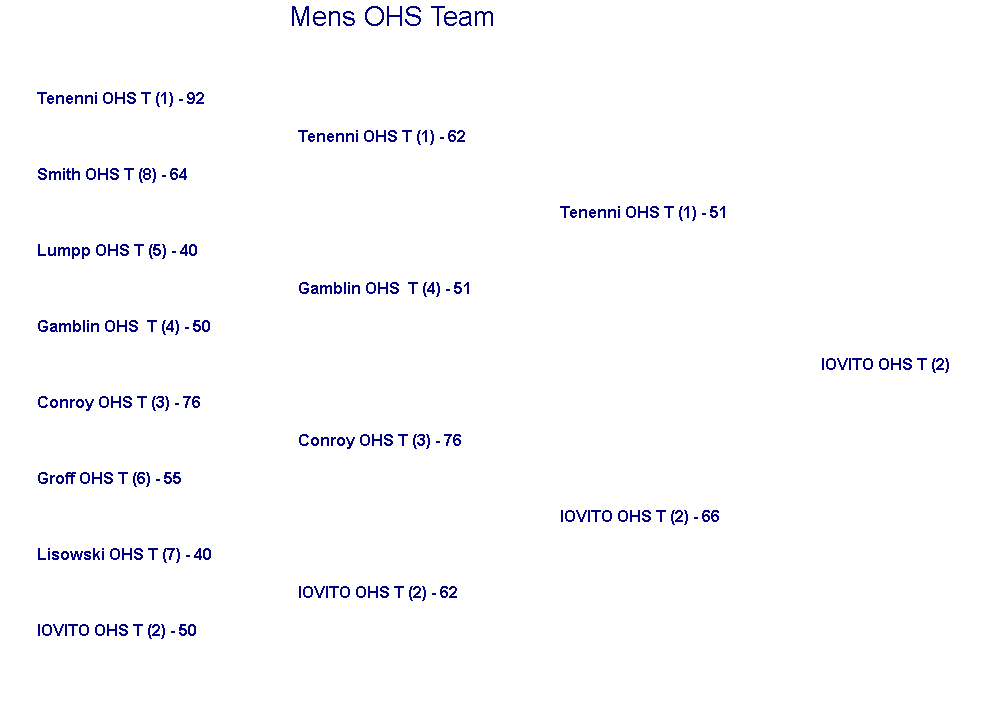 Mens OHS Team
Tenenni OHS T (1) - 92
Tenenni OHS T (1) - 62
Smith OHS T (8) - 64
Tenenni OHS T (1) - 51
Lumpp OHS T (5) - 40
Gamblin OHS  T (4) - 51
Gamblin OHS  T (4) - 50
IOVITO OHS T (2)
Conroy OHS T (3) - 76
Conroy OHS T (3) - 76
Groff OHS T (6) - 55
IOVITO OHS T (2) - 66
Lisowski OHS T (7) - 40
IOVITO OHS T (2) - 62
IOVITO OHS T (2) - 50